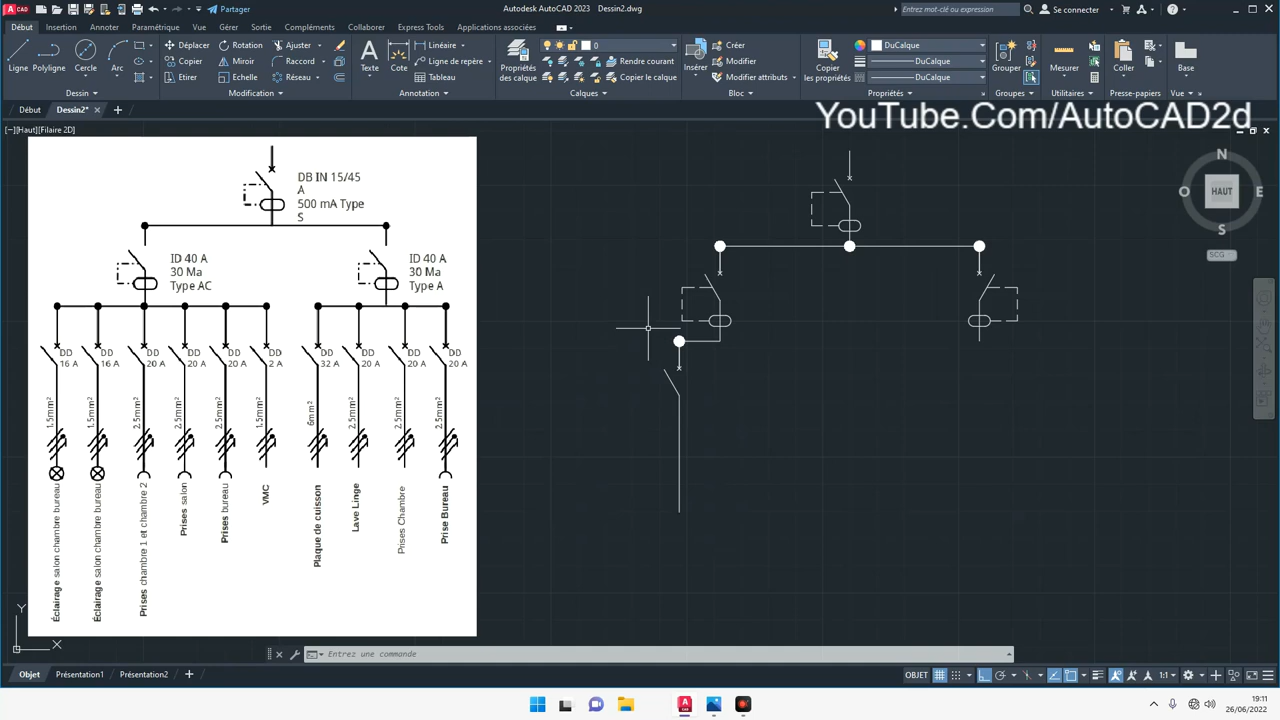 Partager
Autodesk AutoCAD 2023 Dessin2.dwg
Entrez mot-clé ou expression
Se connecter
Début Insertion Annoter Paramétrique Vue Gérer Sortie Compléments Collaborer Express Tools Applications associées
Ligne Polyligne Cercle Arc
Déplacer Rotation Ajuster
Copier Miroir Raccord
Etirer Echelle Réseau
Texte Cote
Linéaire
Ligne de repère
Tableau
Propriétés
du calque
0
Rendre courant
Copier le calque
Insérer
Créer
Modifier
Modifier attributs
Copier
les propriétés
DuCalque
DuCalque
DuCalque
Grouper
Mesurer
Coller
Base
Dessin Modification Annotation Calques Bloc Propriétés Groupes Utilitaires Presse-papiers Vue
Début Dessin2*
[−][Haut][Filaire 2D]
YouTube.Com/AutoCAD2d
N
O HAUT E
S
SCG
DB IN 15/45
A
500 mA Type
S
ID 40 A
30 Ma
Type AC
ID 40 A
30 Ma
Type A
DD DD DD DD DD DD DD DD DD DD
16 A 16 A 20 A 20 A 20 A 2 A 32 A 20 A 20 A 20 A
1.5mm² 1.5mm² 2.5mm² 2.5mm² 2.5mm² 1.5mm² 6mm² 2.5mm² 2.5mm² 2.5mm²
Éclairage salon chambre bureau
Éclairage salon chambre bureau
Prises chambre 1 et chambre 2
Prises salon
Prises bureau
VMC
Plaque de cuisson
Lave Linge
Prises Chambre
Prise Bureau
Y
X
Entrez une commande
Objet Présentation1 Présentation2
OBJET
1:1
19:11
26/06/2022